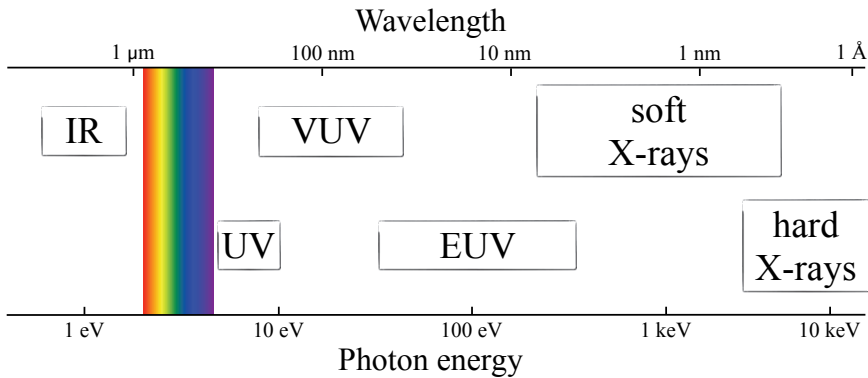 Wavelength
1 μm 100 nm 10 nm 1 nm 1 Å
IR
VUV
soft
X-rays
UV
EUV
hard
X-rays
1 eV 10 eV 100 eV 1 keV 10 keV
Photon energy